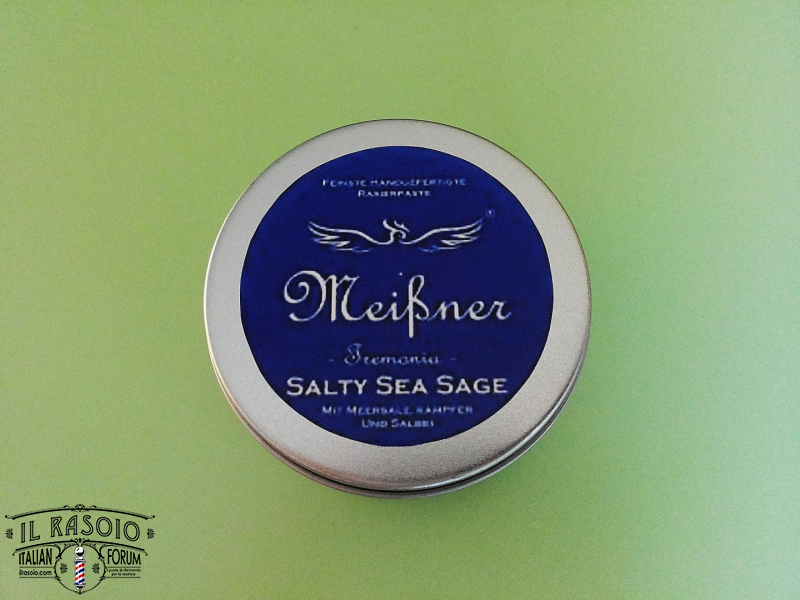 FEINSTE HANDGEFERTIGTE
RASIERPASTE
Meißner
- Tremonia -
SALTY SEA SAGE
MIT MEERSALZ, KAMPFER
UND SALBEI
IL RASOIO
ITALIAN FORUM
ilrasoio.com